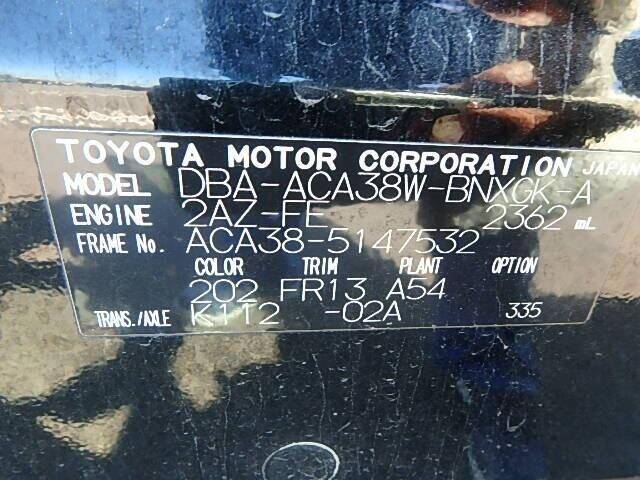 TOYOTA MOTOR CORPORATION JAPAN
MODEL DBA-ACA38W-BNXGK-A
ENGINE 2AZ-FE 2362 mL
FRAME No. ACA38-5147532
COLOR TRIM PLANT OPTION
202 FR13 A54
TRANS./AXLE K112 -02A 335